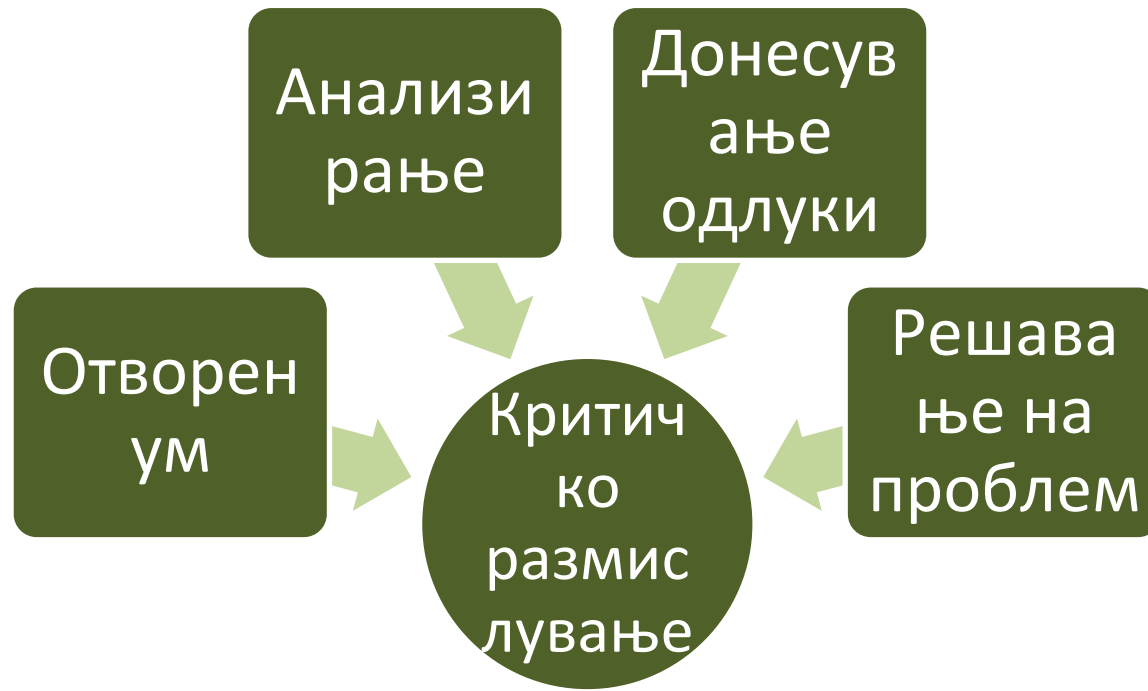 Анализи
рање
Донесув
ање
одлуки
Отворен
ум
Решава
ње на
проблем
Критич
ко
размис
лување